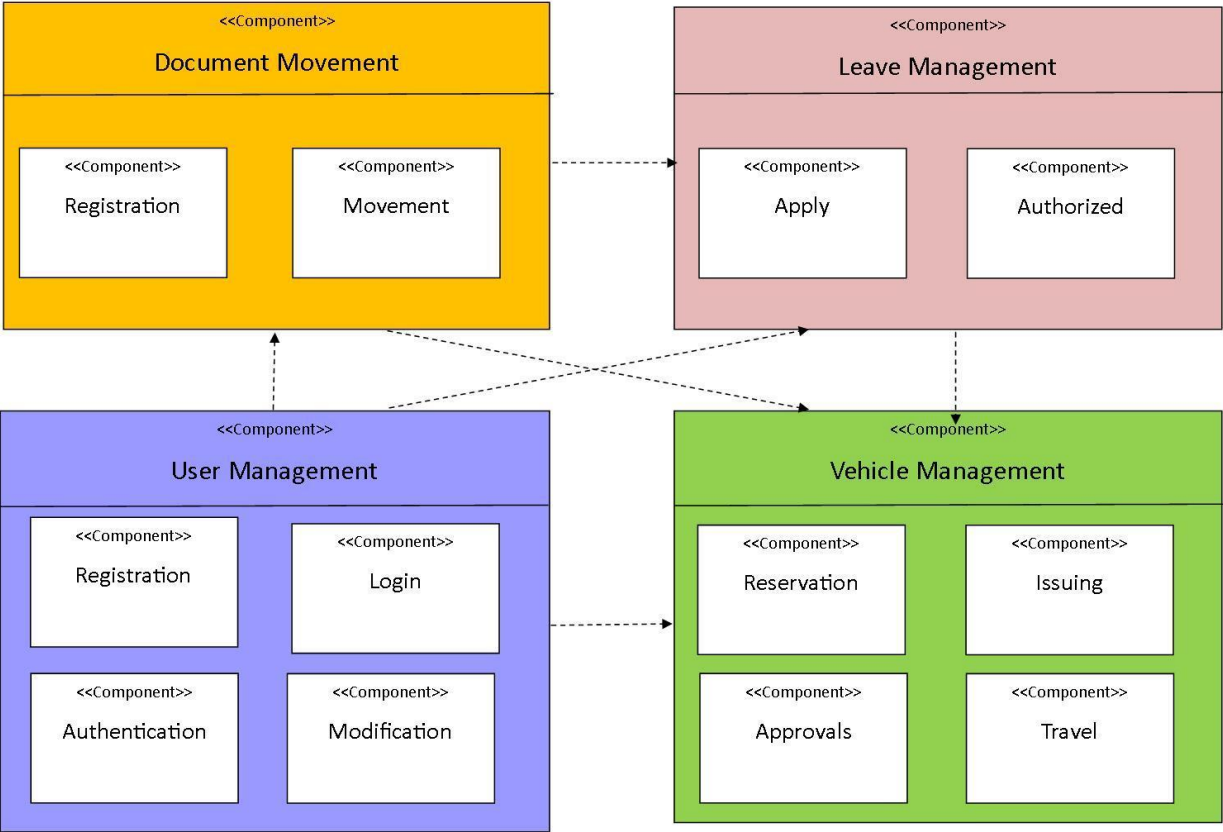 <<Component>>
Document Movement
<<Component>>
Registration
<<Component>>
Movement
<<Component>>
Leave Management
<<Component>>
Apply
<<Component>>
Authorized
<<Component>>
User Management
<<Component>>
Registration
<<Component>>
Login
<<Component>>
Authentication
<<Component>>
Modification
<<Component>>
Vehicle Management
<<Component>>
Reservation
<<Component>>
Issuing
<<Component>>
Approvals
<<Component>>
Travel